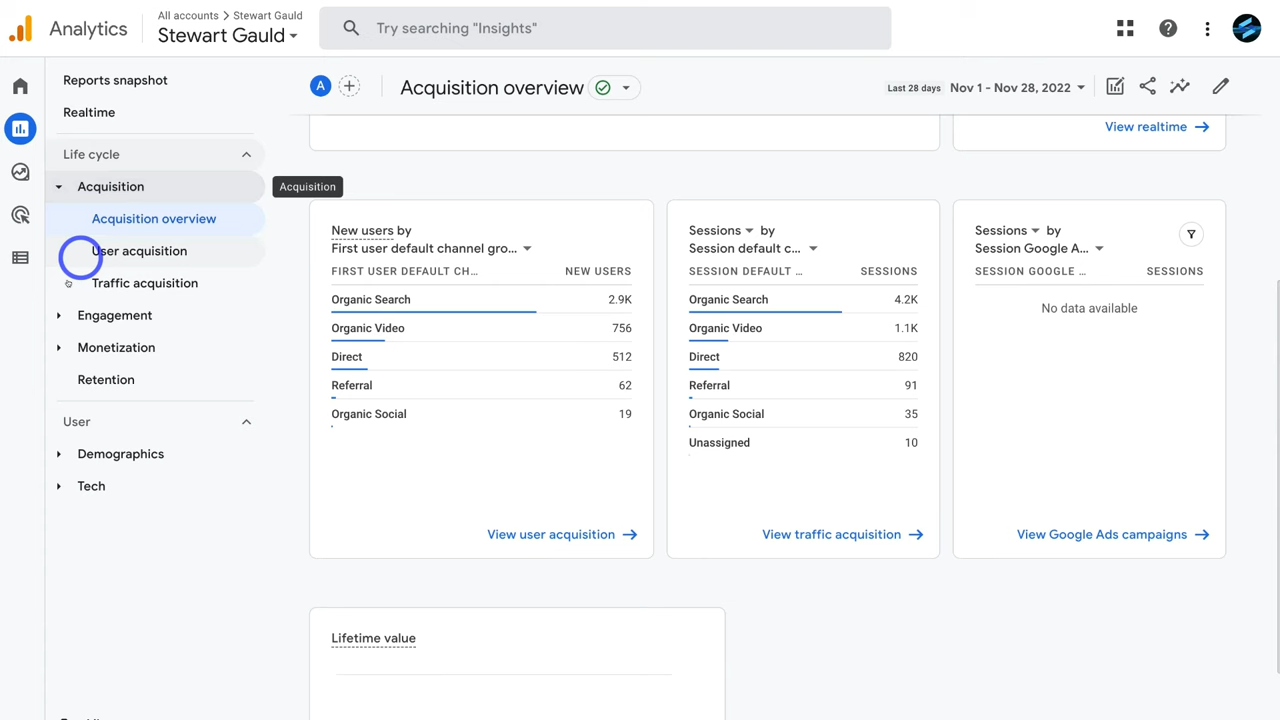 Analytics
All accounts > Stewart Gauld
Stewart Gauld
Try searching "Insights"
Reports snapshot
Realtime
Life cycle
Acquisition
Acquisition overview
User acquisition
Traffic acquisition
Engagement
Monetization
Retention
User
Demographics
Tech
Acquisition
A
Acquisition overview
Last 28 days
Nov 1 - Nov 28, 2022
View realtime
New users by
First user default channel gro...
FIRST USER DEFAULT CH... NEW USERS
Organic Search 2.9K
Organic Video 756
Direct 512
Referral 62
Organic Social 19
View user acquisition
Sessions by
Session default c...
SESSION DEFAULT ... SESSIONS
Organic Search 4.2K
Organic Video 1.1K
Direct 820
Referral 91
Organic Social 35
Unassigned 10
View traffic acquisition
Sessions by
Session Google A...
SESSION GOOGLE ... SESSIONS
No data available
View Google Ads campaigns
Lifetime value